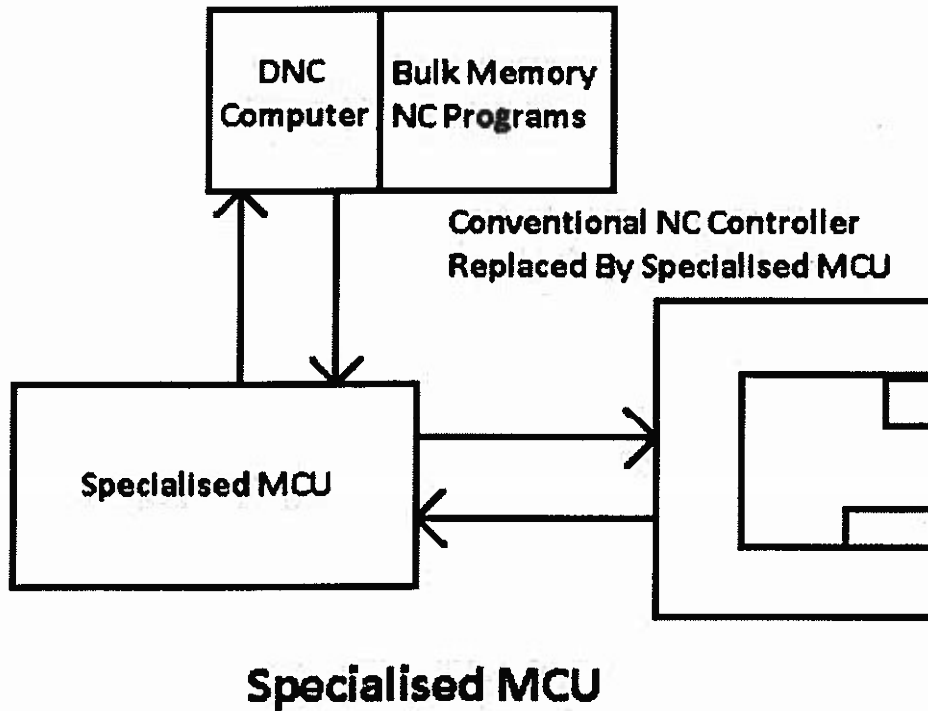 DNC
Computer
Bulk Memory
NC Programs
Conventional NC Controller
Replaced By Specialised MCU
Specialised MCU
Specialised MCU